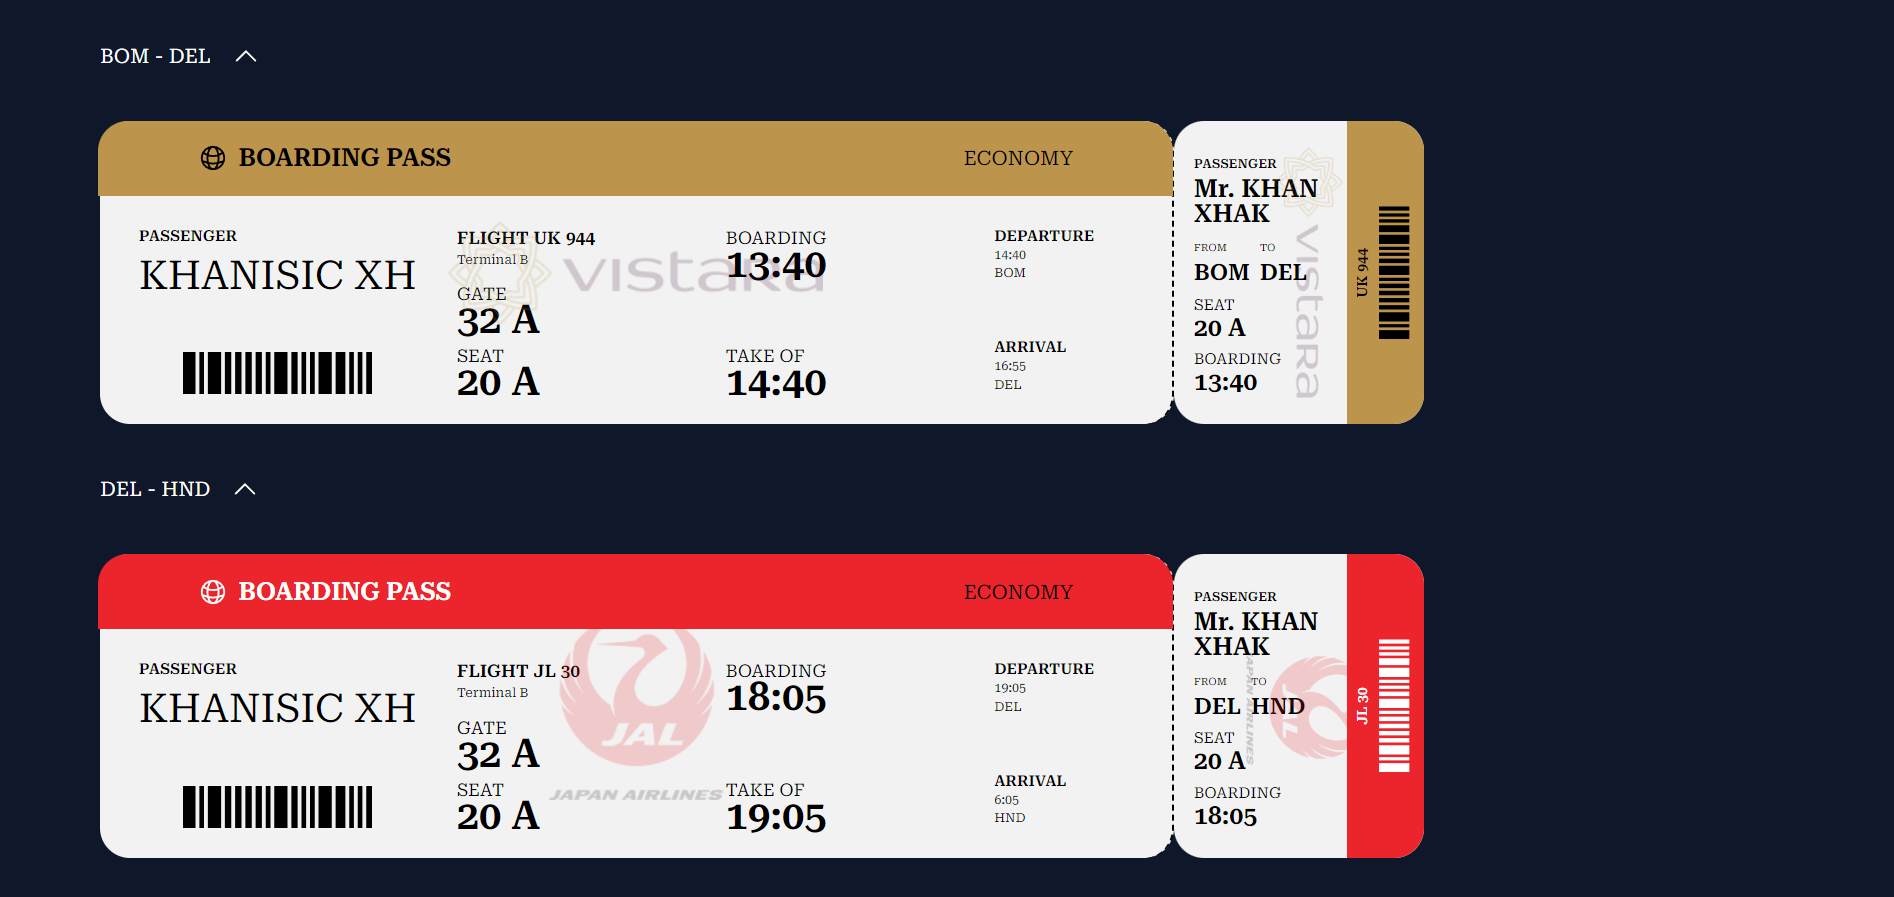 BOM - DEL
BOARDING PASS
ECONOMY
PASSENGER
KHANISIC XH
FLIGHT UK 944
Terminal B
GATE
32 A
SEAT
20 A
BOARDING
13:40
TAKE OF
14:40
DEPARTURE
14:40
BOM
ARRIVAL
16:55
DEL
vistara
PASSENGER
Mr. KHAN
XHAK
FROM TO
BOM DEL
SEAT
20 A
BOARDING
13:40
vistara
UK 944
DEL - HND
BOARDING PASS
ECONOMY
PASSENGER
KHANISIC XH
FLIGHT JL 30
Terminal B
GATE
32 A
SEAT
20 A
BOARDING
18:05
TAKE OF
19:05
DEPARTURE
19:05
DEL
ARRIVAL
6:05
HND
JAL
JAPAN AIRLINES
PASSENGER
Mr. KHAN
XHAK
FROM TO
DEL HND
SEAT
20 A
BOARDING
18:05
JAL
JAPAN AIRLINES
JL 30